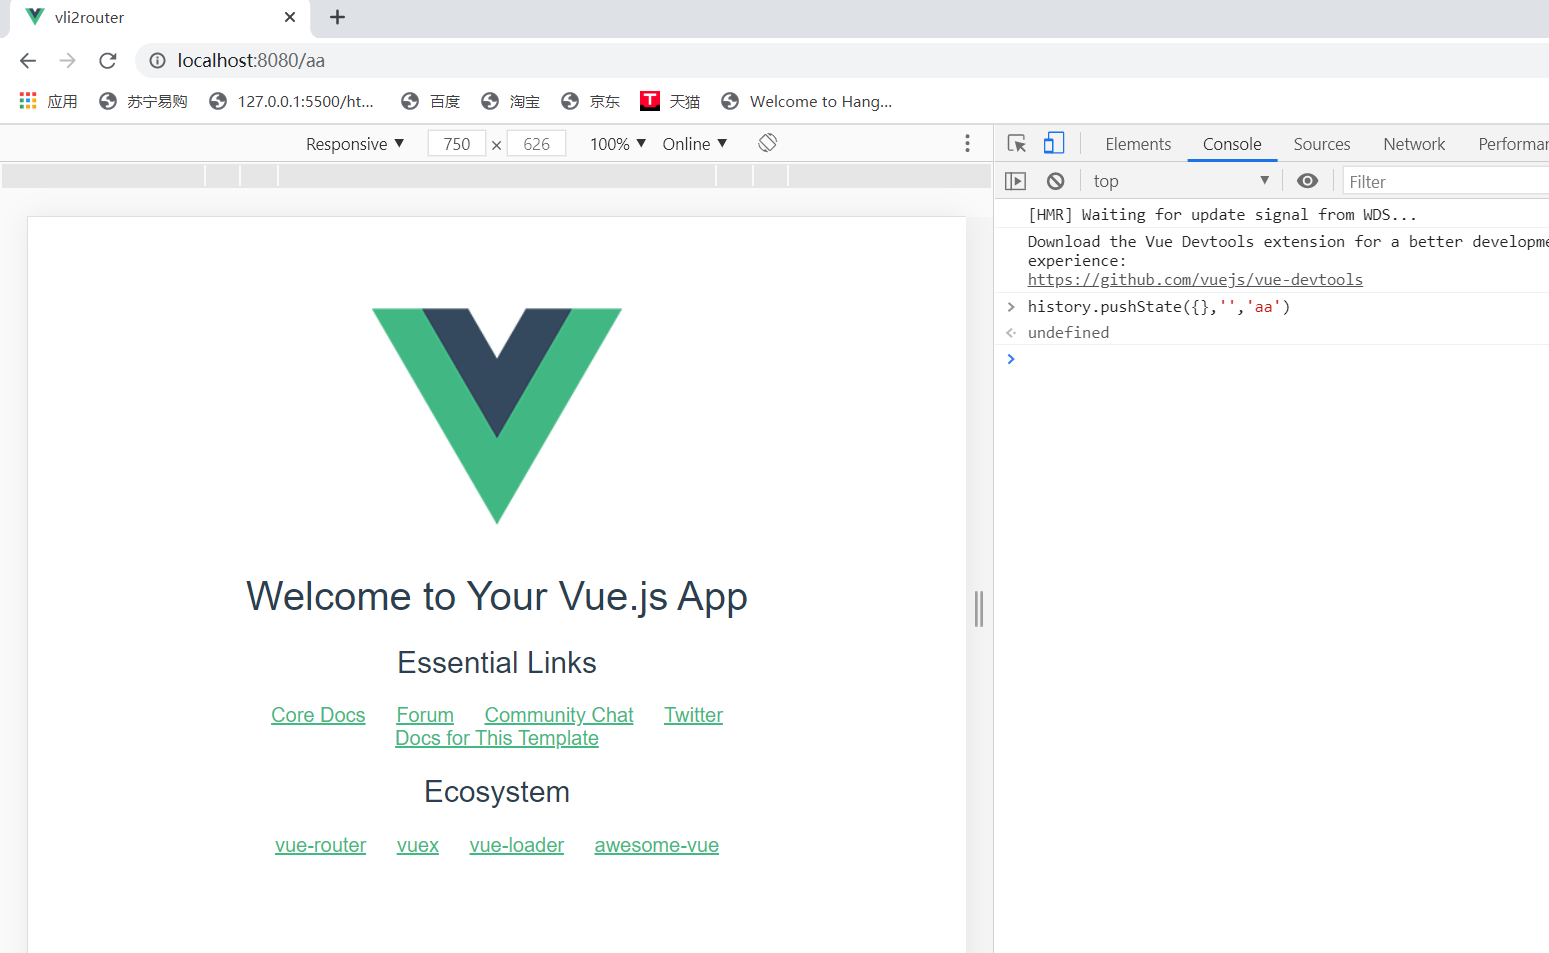 vli2router
localhost:8080/aa
应用 苏宁易购 127.0.0.1:5500/ht... 百度 淘宝 京东 T 天猫 Welcome to Hang...
Responsive ▼ 750 × 626 100% ▼ Online ▼
Elements Console Sources Network Performan
top ▼ Filter
[HMR] Waiting for update signal from WDS...
Download the Vue Devtools extension for a better developme
experience:
https://github.com/vuejs/vue-devtools
> history.pushState({},'','aa')
undefined
>
Welcome to Your Vue.js App
Essential Links
Core Docs Forum Community Chat Twitter
Docs for This Template
Ecosystem
vue-router vuex vue-loader awesome-vue